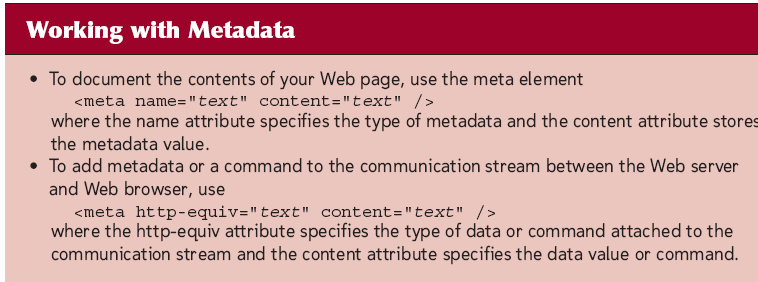 Working with Metadata
• To document the contents of your Web page, use the meta element
<meta name="text" content="text" />
where the name attribute specifies the type of metadata and the content attribute stores
the metadata value.
• To add metadata or a command to the communication stream between the Web server
and Web browser, use
<meta http-equiv="text" content="text" />
where the http-equiv attribute specifies the type of data or command attached to the
communication stream and the content attribute specifies the data value or command.